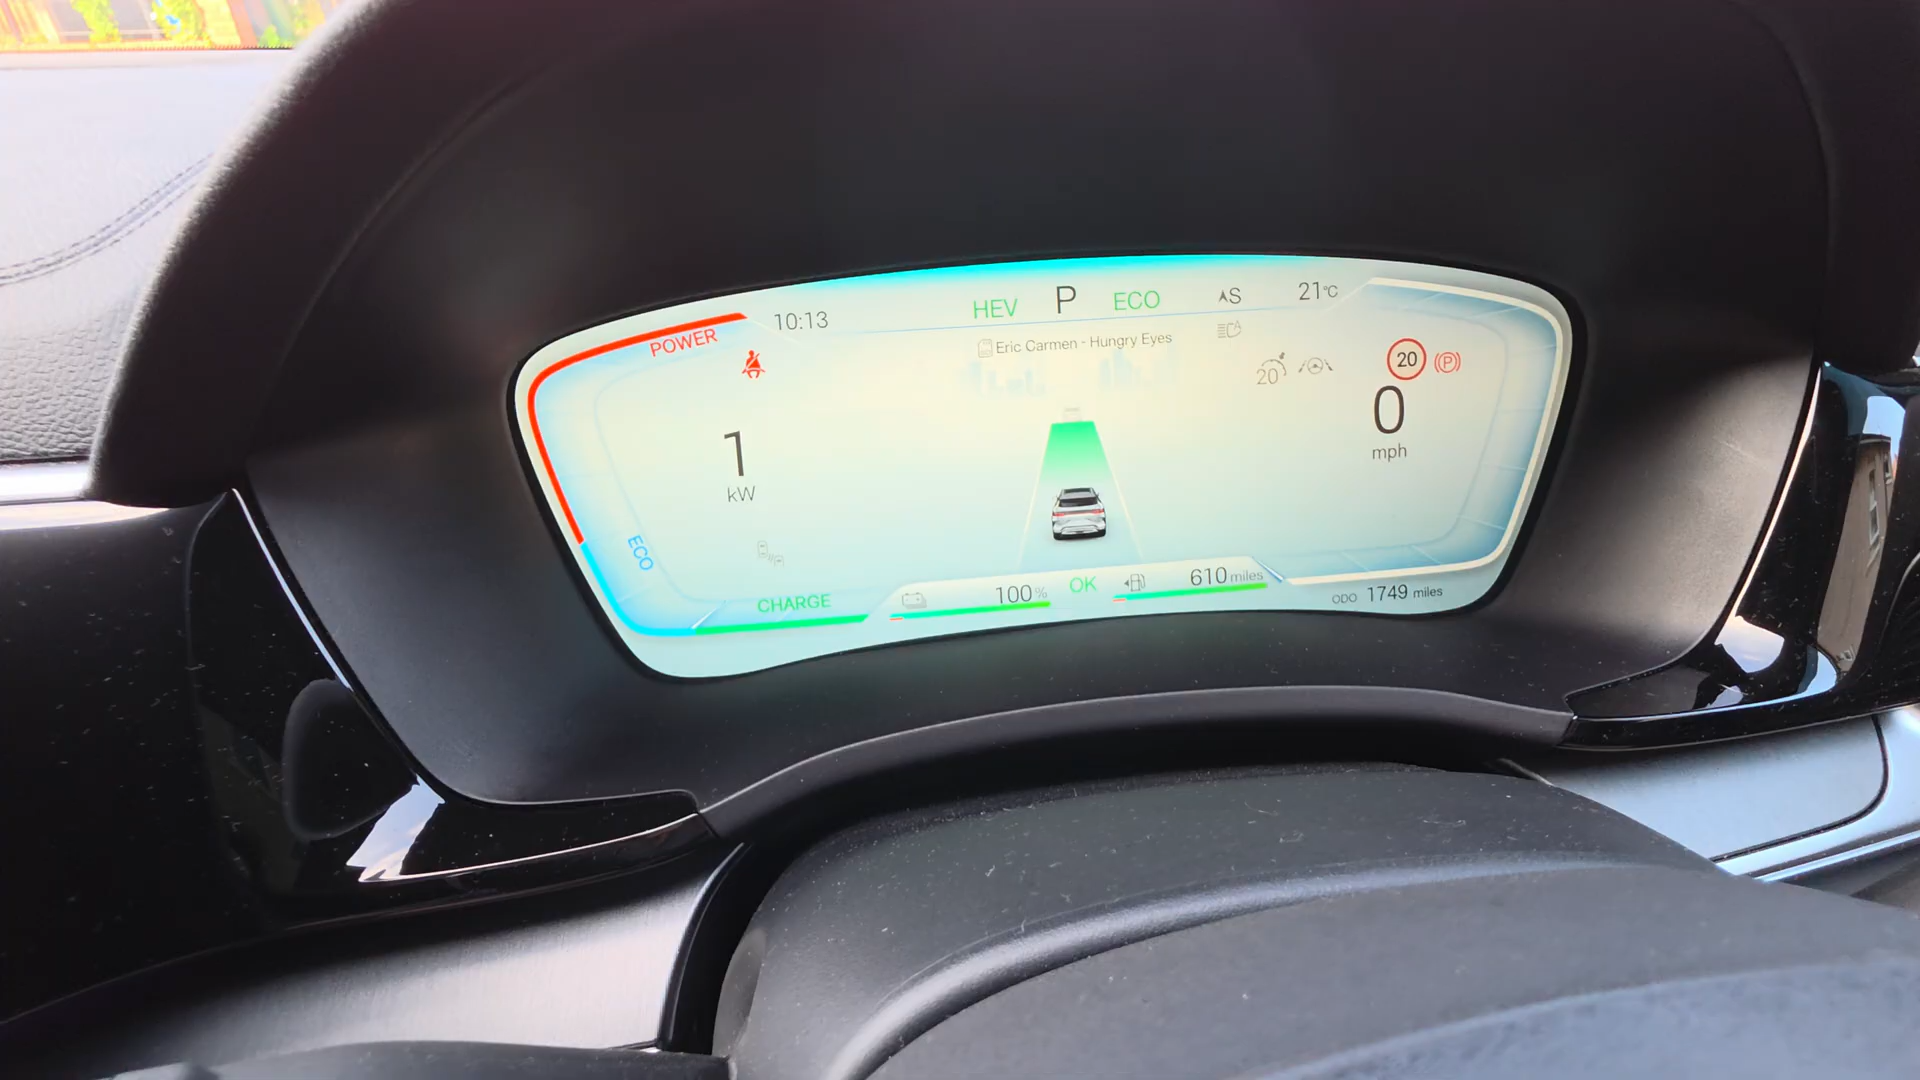 10:13 HEV P ECO S 21°C
POWER
Eric Carmen - Hungry Eyes
20
20
P
1
kW
0
mph
ECO
CHARGE
100 %
OK
610 miles
ODO 1749 miles